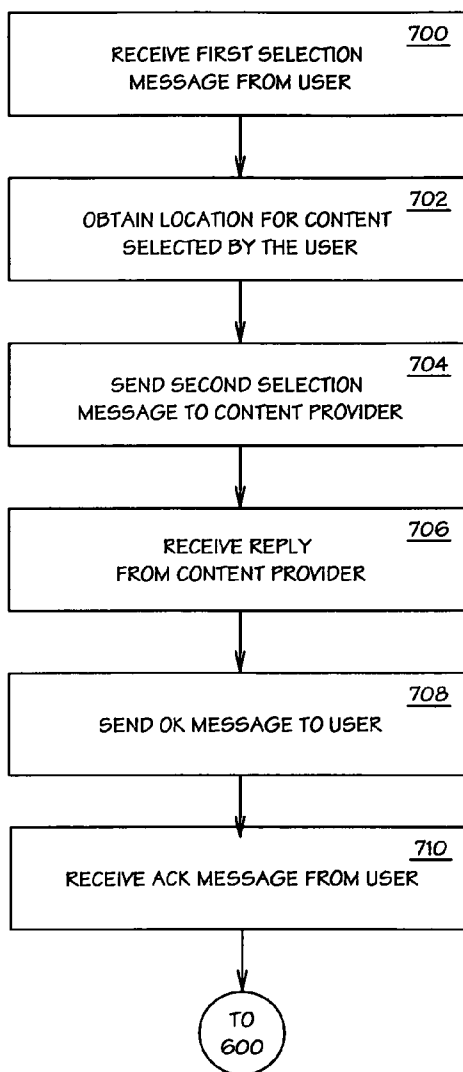 700
RECEIVE FIRST SELECTION
MESSAGE FROM USER
702
OBTAIN LOCATION FOR CONTENT
SELECTED BY THE USER
704
SEND SECOND SELECTION
MESSAGE TO CONTENT PROVIDER
706
RECEIVE REPLY
FROM CONTENT PROVIDER
708
SEND OK MESSAGE TO USER
710
RECEIVE ACK MESSAGE FROM USER
TO
600